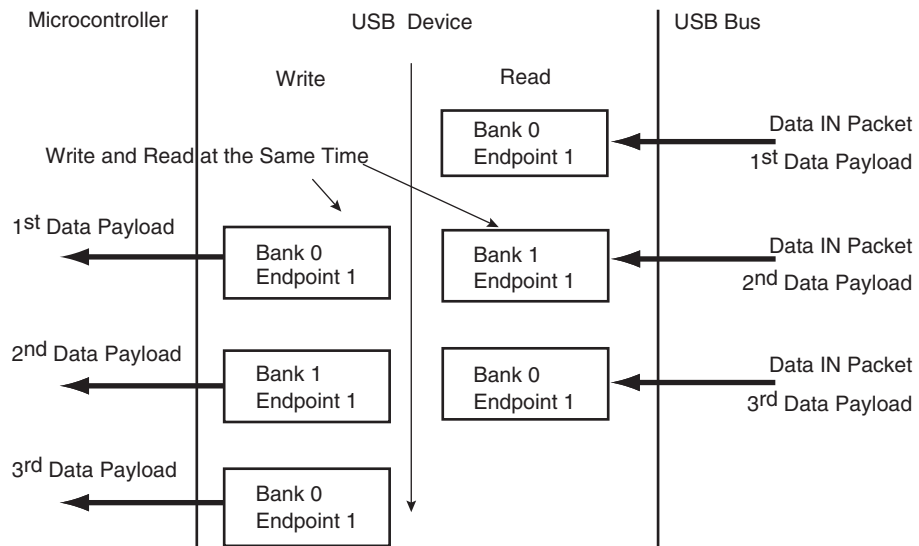 Microcontroller
USB Device
USB Bus
Write
Read
Bank 0
Endpoint 1
Data IN Packet
1st Data Payload
Write and Read at the Same Time
1st Data Payload
Bank 0
Endpoint 1
Bank 1
Endpoint 1
Data IN Packet
2nd Data Payload
2nd Data Payload
Bank 1
Endpoint 1
Bank 0
Endpoint 1
Data IN Packet
3rd Data Payload
3rd Data Payload
Bank 0
Endpoint 1